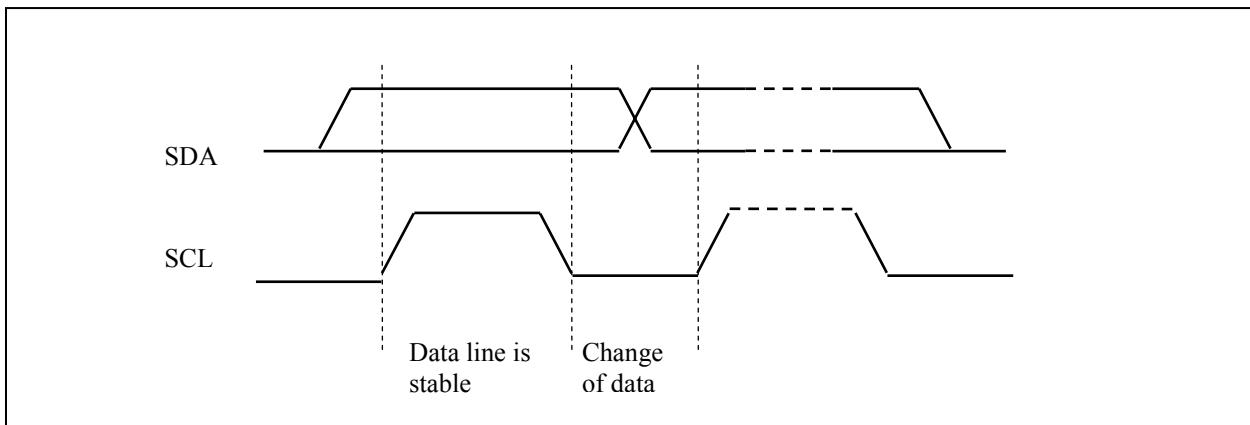 SDA
SCL
Data line is
stable
Change
of data